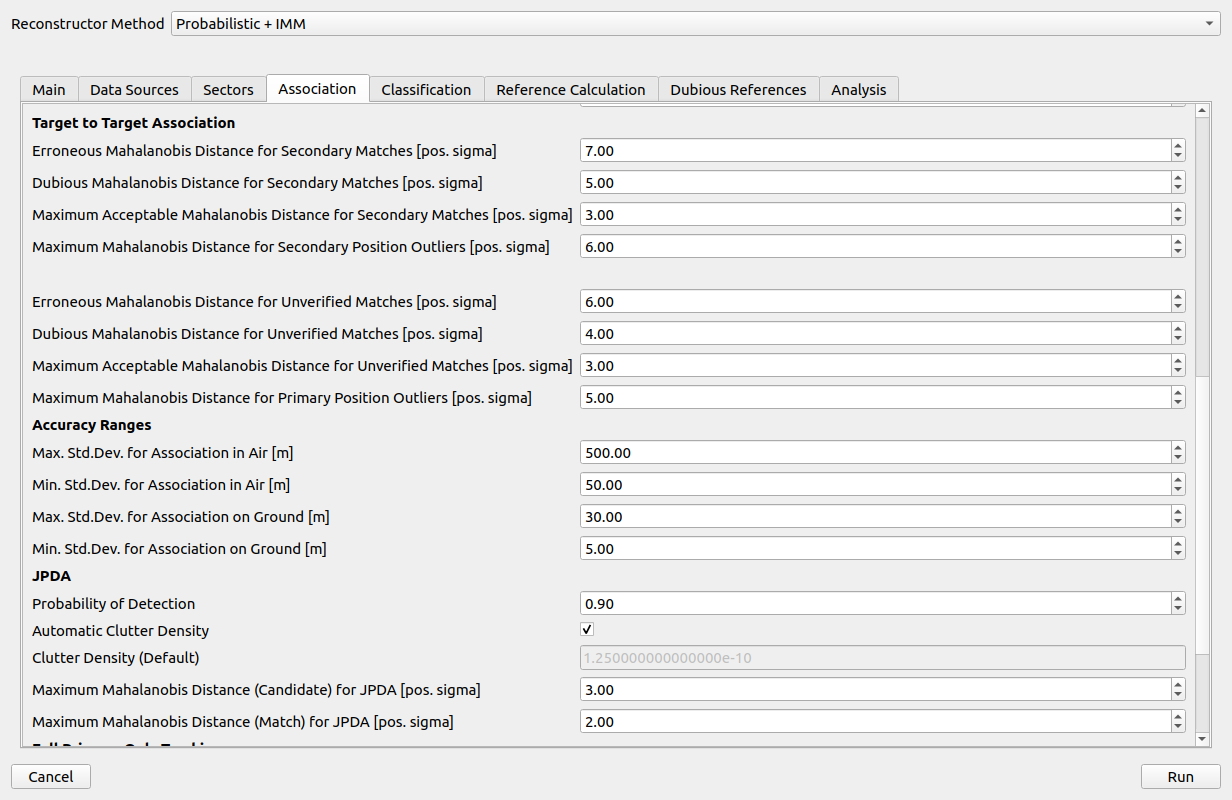 Reconstructor Method Probabilistic + IMM
Main Data Sources Sectors Association Classification Reference Calculation Dubious References Analysis
Target to Target Association
Erroneous Mahalanobis Distance for Secondary Matches [pos. sigma] 7.00
Dubious Mahalanobis Distance for Secondary Matches [pos. sigma] 5.00
Maximum Acceptable Mahalanobis Distance for Secondary Matches [pos. sigma] 3.00
Maximum Mahalanobis Distance for Secondary Position Outliers [pos. sigma] 6.00
Erroneous Mahalanobis Distance for Unverified Matches [pos. sigma] 6.00
Dubious Mahalanobis Distance for Unverified Matches [pos. sigma] 4.00
Maximum Acceptable Mahalanobis Distance for Unverified Matches [pos. sigma] 3.00
Maximum Mahalanobis Distance for Primary Position Outliers [pos. sigma] 5.00
Accuracy Ranges
Max. Std.Dev. for Association in Air [m] 500.00
Min. Std.Dev. for Association in Air [m] 50.00
Max. Std.Dev. for Association on Ground [m] 30.00
Min. Std.Dev. for Association on Ground [m] 5.00
JPDA
Probability of Detection 0.90
Automatic Clutter Density
Clutter Density (Default) 1.250000000000000e-10
Maximum Mahalanobis Distance (Candidate) for JPDA [pos. sigma] 3.00
Maximum Mahalanobis Distance (Match) for JPDA [pos. sigma] 2.00
Cancel Run